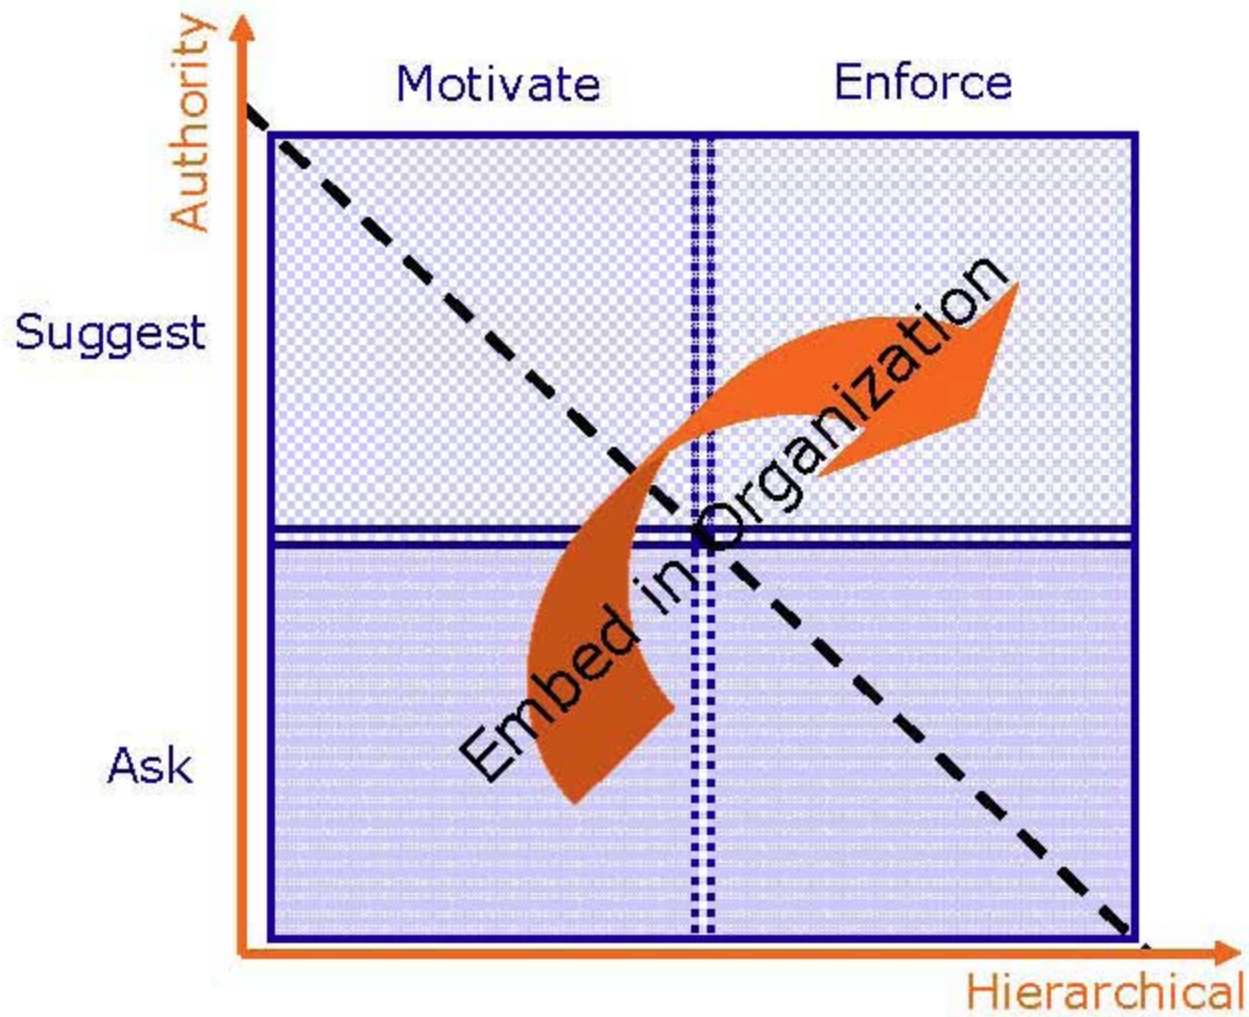 Authority
Motivate
Enforce
Suggest
Embed in Organization
Ask
Hierarchical